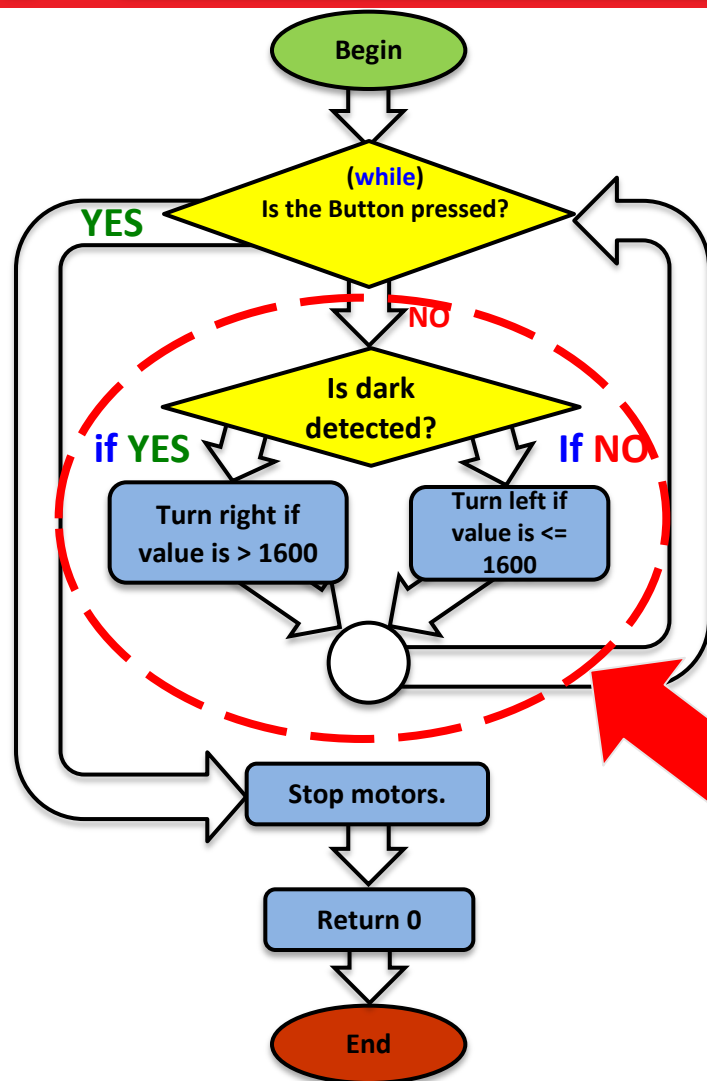 Begin
(while)
Is the Button pressed?
YES
NO
Is dark
detected?
if YES
If NO
Turn right if
value is > 1600
Turn left if
value is <=
1600
Stop motors.
Return 0
End